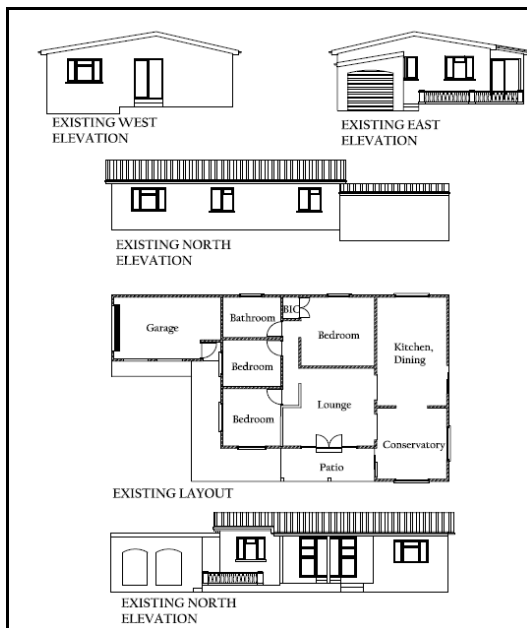 EXISTING WEST
ELEVATION
EXISTING EAST
ELEVATION
EXISTING NORTH
ELEVATION
Garage
Bathroom
BIC
Bedroom
Kitchen,
Dining
Bedroom
Bedroom
Lounge
Conservatory
Patio
EXISTING LAYOUT
EXISTING NORTH
ELEVATION